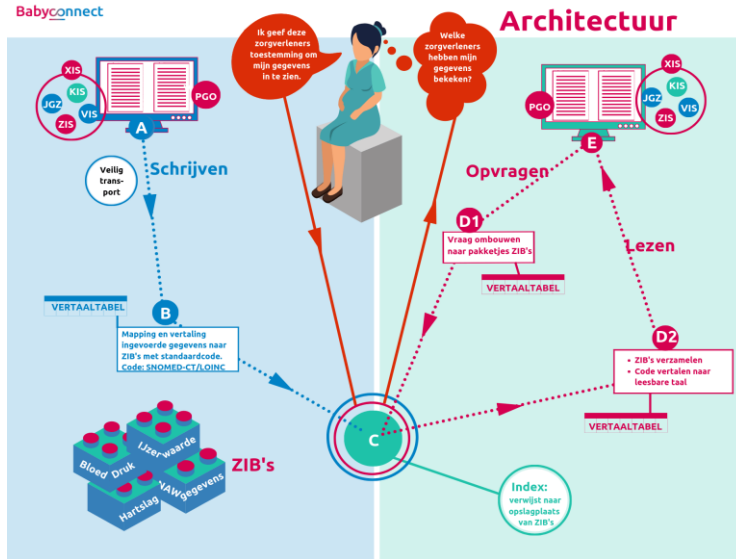 Babyconnect
Architectuur
Ik geef deze
zorgverleners
toestemming om
mijn gegevens
in te zien.
Welke
zorgverleners
hebben mijn
gegevens
bekeken?
XIS
KIS
JGZ
VIS
ZIS
PGO
A
Schrijven
Veilig
trans-
port
B
VERTAALTABEL
Mapping en vertaling
ingevoerde gegevens naar
ZIB's met standaardcode.
Code: SNOMED-CT/LOINC
Bloed Druk
IJzerwaarde
Hartslag
NAWgegevens
ZIB's
C
Index:
verwijst naar
opslagplaats
van ZIB's
PGO
XIS
KIS
JGZ
VIS
ZIS
E
Opvragen
D1
Vraag ombouwen
naar pakketjes ZIB's
VERTAALTABEL
Lezen
D2
• ZIB's verzamelen
• Code vertalen naar
leesbare taal
VERTAALTABEL